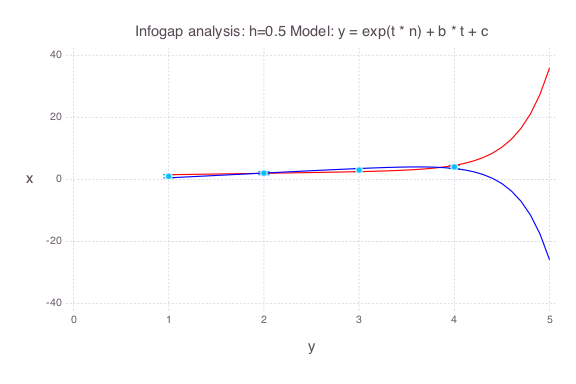 Infogap analysis: h=0.5 Model: y = exp(t * n) + b * t + c
40
20
0
-20
-40
x
0 1 2 3 4 5
y